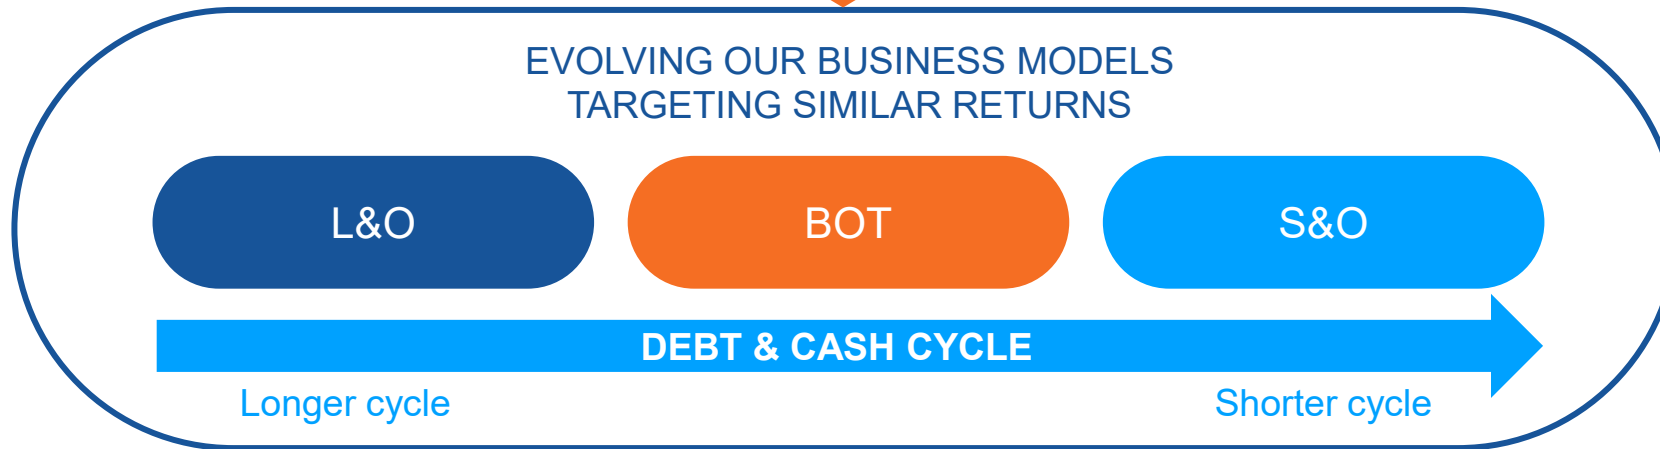 EVOLVING OUR BUSINESS MODELS
TARGETING SIMILAR RETURNS
L&O
BOT
S&O
DEBT & CASH CYCLE
Longer cycle
Shorter cycle